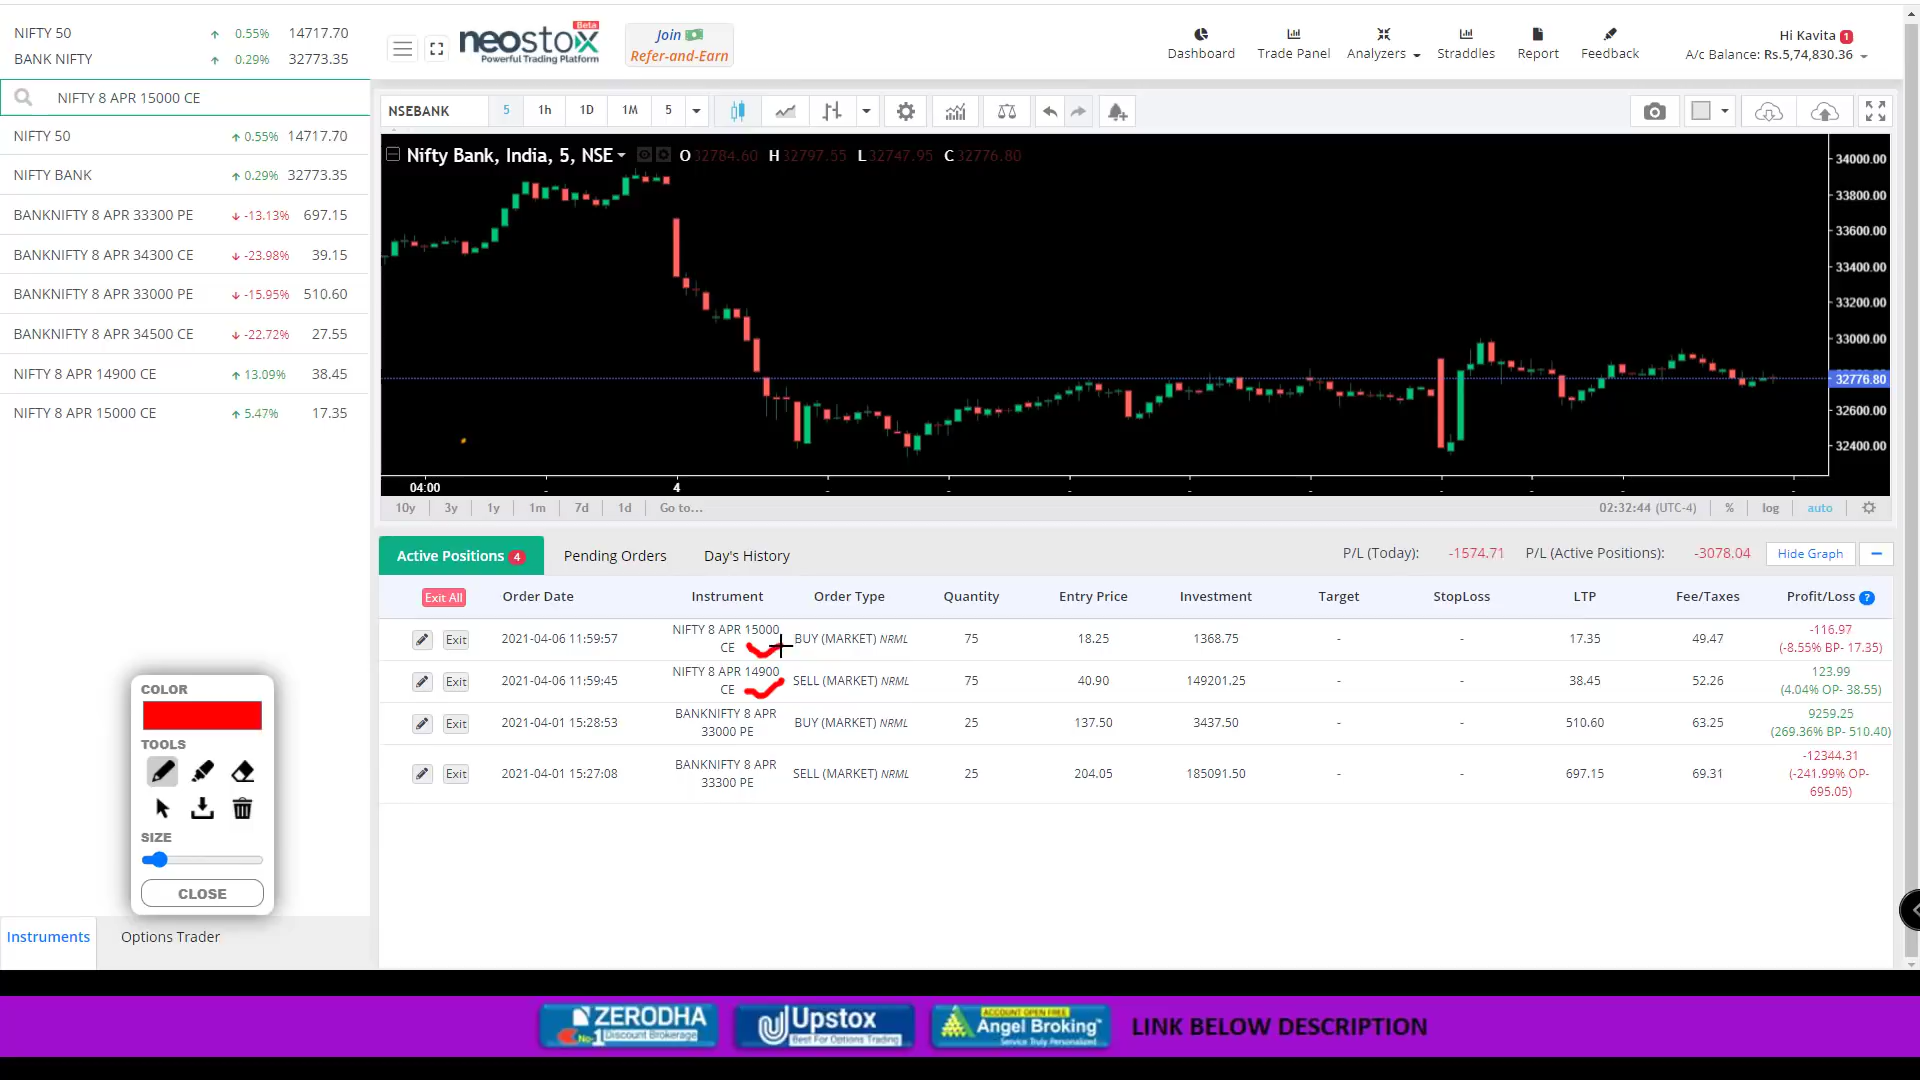 NIFTY 50 0.55% 14717.70
BANK NIFTY 0.29% 32773.35
NIFTY 8 APR 15000 CE
NIFTY 50 0.55% 14717.70
NIFTY BANK 0.29% 32773.35
BANKNIFTY 8 APR 33300 PE -13.13% 697.15
BANKNIFTY 8 APR 34300 CE -23.98% 39.15
BANKNIFTY 8 APR 33000 PE -15.95% 510.60
BANKNIFTY 8 APR 34500 CE -22.72% 27.55
NIFTY 8 APR 14900 CE 13.09% 38.45
NIFTY 8 APR 15000 CE 5.47% 17.35
COLOR
TOOLS
SIZE
CLOSE
Instruments Options Trader
neostox Beta
Powerful Trading Platform
Join
Refer-and-Earn
Dashboard Trade Panel Analyzers Straddles Report Feedback
Hi Kavita 1
A/c Balance: Rs.5,74,830.36
NSEBANK 5 1h 1D 1M 5
Nifty Bank, India, 5, NSE O 32784.60 H 32797.55 L 32747.95 C 32776.80
34000.00
33800.00
33600.00
33400.00
33200.00
33000.00
32776.80
32600.00
32400.00
04:00 4
10y 3y 1y 1m 7d 1d Go to... 02:32:44 (UTC-4) % log auto
Active Positions 4 Pending Orders Day's History P/L (Today): -1574.71 P/L (Active Positions): -3078.04 Hide Graph
Exit All Order Date Instrument Order Type Quantity Entry Price Investment Target StopLoss LTP Fee/Taxes Profit/Loss ?
Exit 2021-04-06 11:59:57 NIFTY 8 APR 15000 CE BUY (MARKET) NRML 75 18.25 1368.75 - - 17.35 49.47 -116.97 (-8.55% BP- 17.35)
Exit 2021-04-06 11:59:45 NIFTY 8 APR 14900 CE SELL (MARKET) NRML 75 40.90 149201.25 - - 38.45 52.26 123.99 (4.04% OP- 38.55)
Exit 2021-04-01 15:28:53 BANKNIFTY 8 APR 33000 PE BUY (MARKET) NRML 25 137.50 3437.50 - - 510.60 63.25 9259.25 (269.36% BP- 510.40)
Exit 2021-04-01 15:27:08 BANKNIFTY 8 APR 33300 PE SELL (MARKET) NRML 25 204.05 185091.50 - - 697.15 69.31 -12344.31 (-241.99% OP- 695.05)
ZERODHA
No-1 Discount Brokerage
Upstox
Best For Options Trading
ACCOUNT OPEN FREE
Angel Broking
Service Truly Personalized
LINK BELOW DESCRIPTION